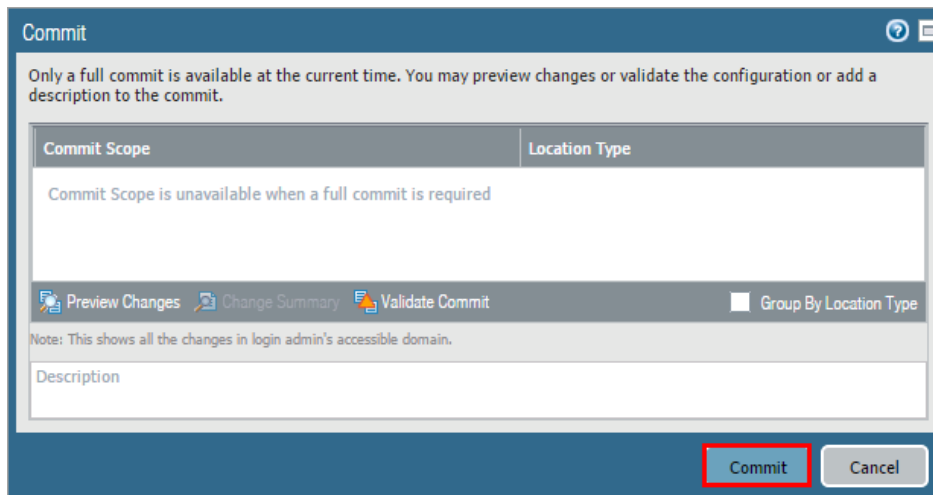 Commit
Only a full commit is available at the current time. You may preview changes or validate the configuration or add a
description to the commit.
Commit Scope
Location Type
Commit Scope is unavailable when a full commit is required
Preview Changes
Change Summary
Validate Commit
Group By Location Type
Note: This shows all the changes in login admin's accessible domain.
Description
Commit
Cancel